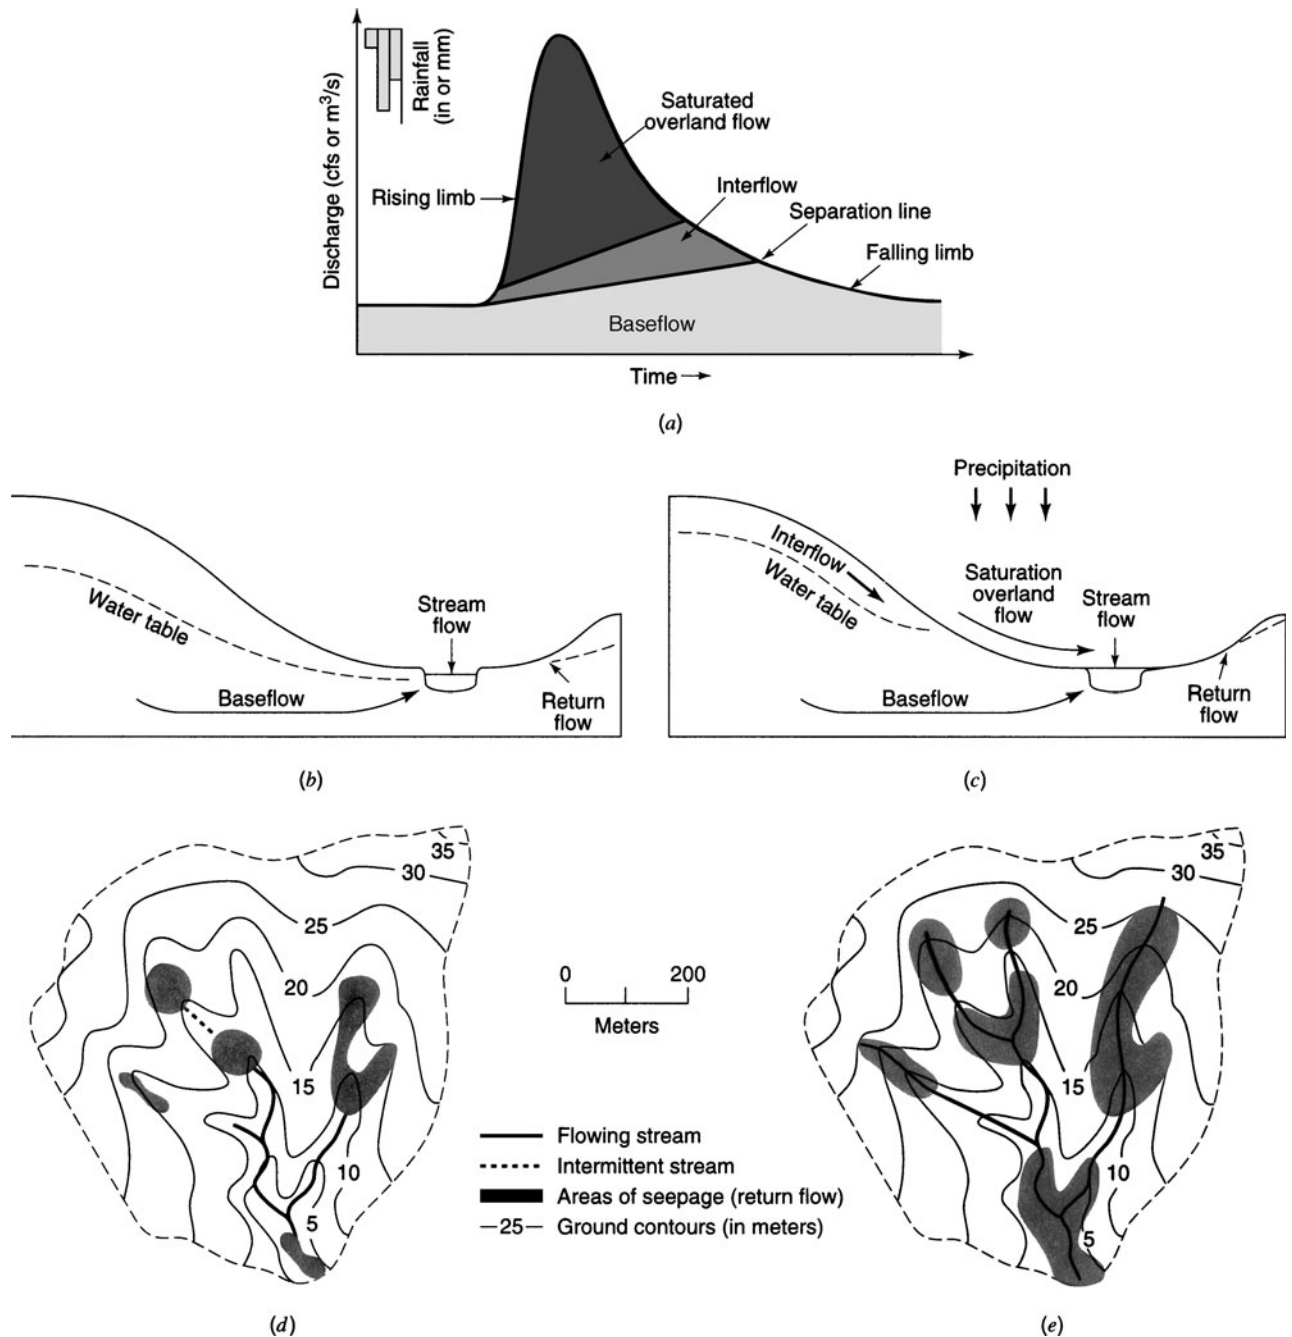 Discharge (cfs or m³/s)
Rainfall
(in or mm)
Saturated
overland flow
Rising limb
Interflow
Separation line
Falling limb
Baseflow
Time
(a)
Water table
Stream
flow
Baseflow
Return
flow
(b)
Precipitation
Interflow
Water table
Saturation
overland
flow
Stream
flow
Baseflow
Return
flow
(c)
35
30
25
20
15
10
5
(d)
0 200
Meters
Flowing stream
Intermittent stream
Areas of seepage (return flow)
25 Ground contours (in meters)
35
30
25
20
15
10
5
(e)